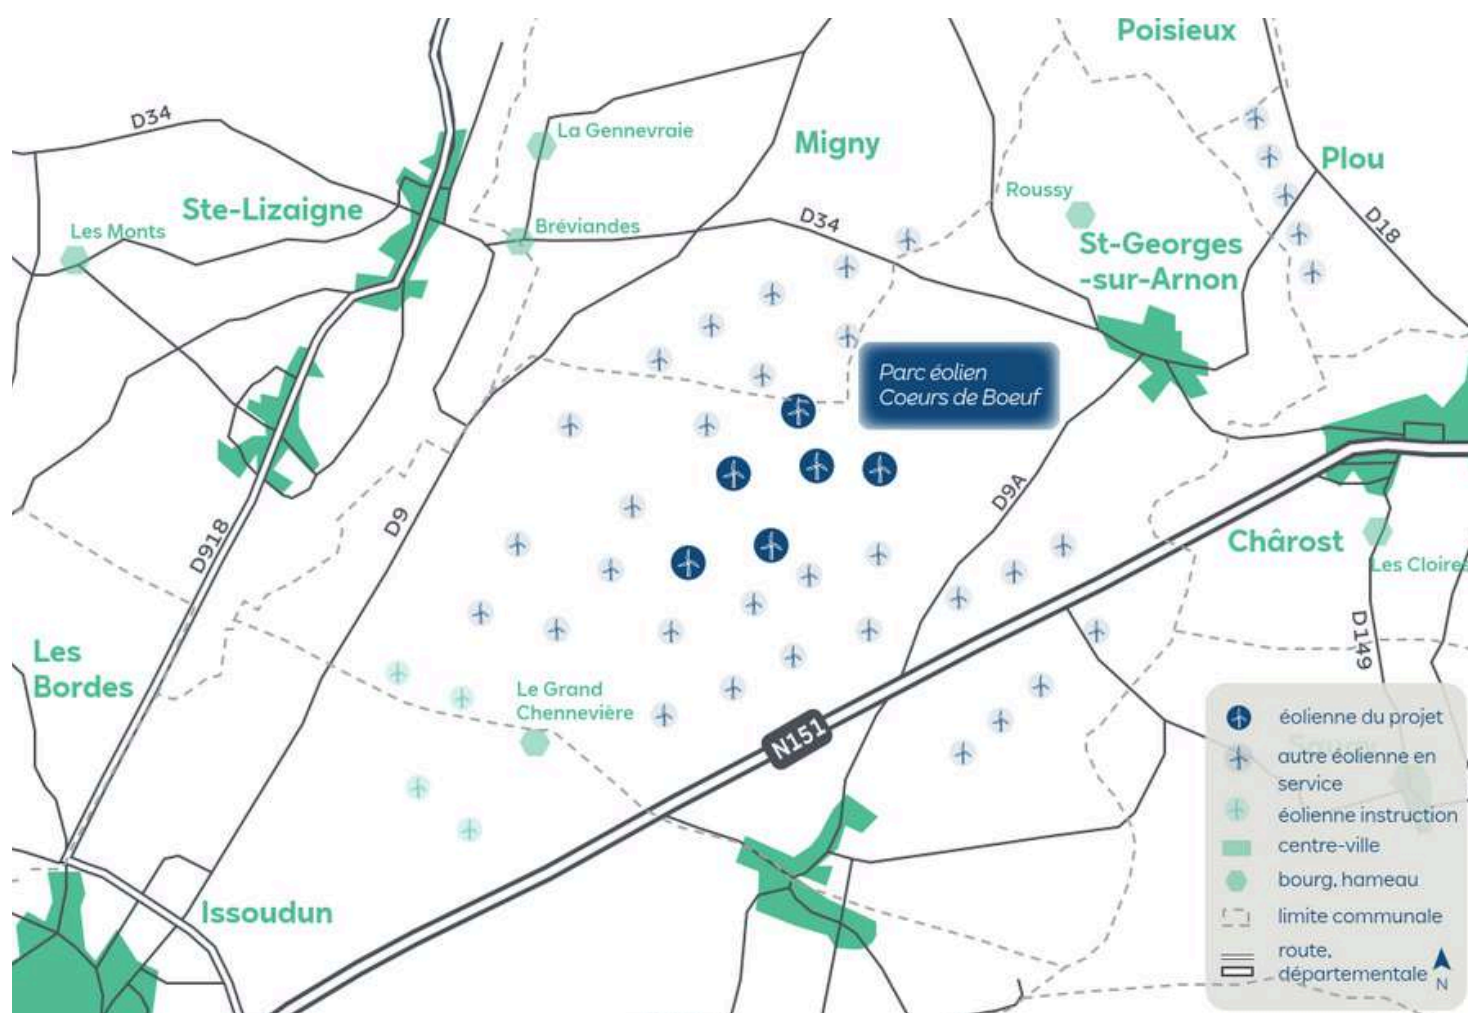 Poisieux
D34
La Gennevraie
Migny
Plou
Roussy
Ste-Lizaigne
Les Monts
Bréviandes
D34
D18
St-Georges
-sur-Arnon
Parc éolien
Coeurs de Boeuf
D9A
D9
D918
Chârost
Les Cloires
D149
Les
Bordes
Le Grand
Chennevière
N151
Issoudun
éolienne du projet
autre éolienne en
service
éolienne instruction
centre-ville
bourg, hameau
limite communale
route,
départementale
N